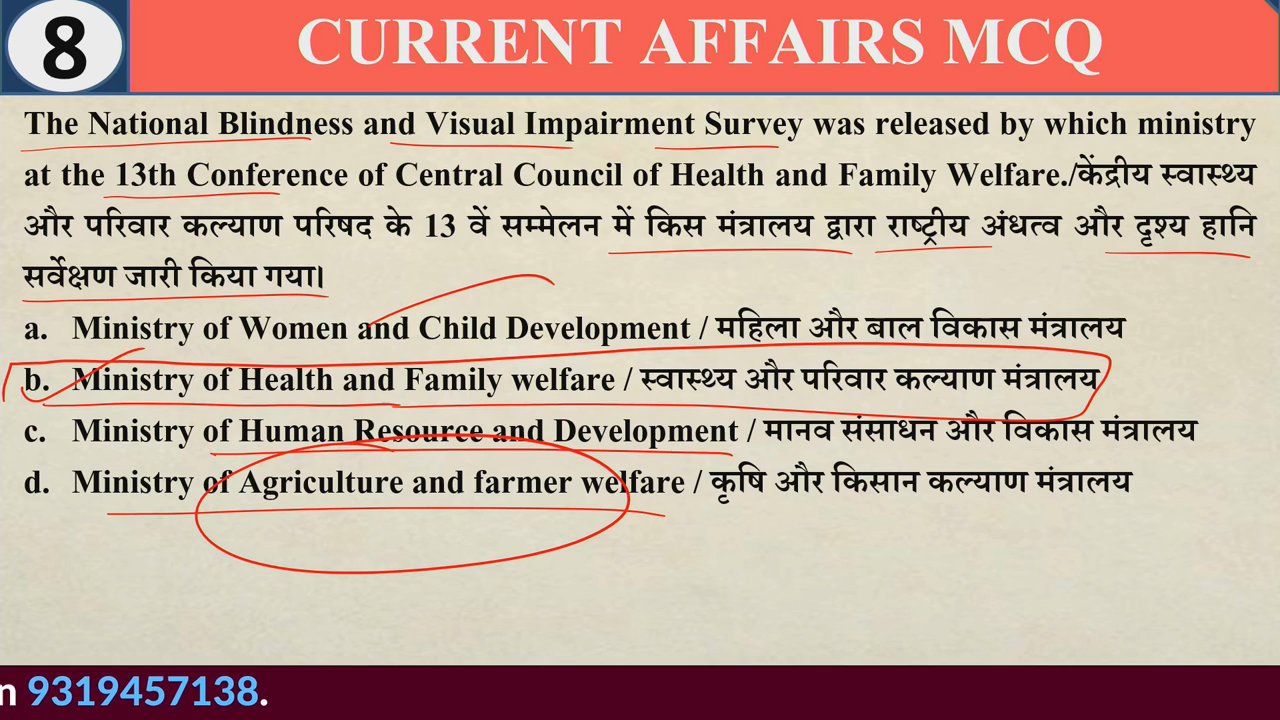 8
CURRENT AFFAIRS MCQ
The National Blindness and Visual Impairment Survey was released by which ministry
at the 13th Conference of Central Council of Health and Family Welfare./केंद्रीय स्वास्थ्य
और परिवार कल्याण परिषद के 13 वें सम्मेलन में किस मंत्रालय द्वारा राष्ट्रीय अंधत्व और दृश्य हानि
सर्वेक्षण जारी किया गया।
a. Ministry of Women and Child Development / महिला और बाल विकास मंत्रालय
b. Ministry of Health and Family welfare / स्वास्थ्य और परिवार कल्याण मंत्रालय
c. Ministry of Human Resource and Development / मानव संसाधन और विकास मंत्रालय
d. Ministry of Agriculture and farmer welfare / कृषि और किसान कल्याण मंत्रालय
n 9319457138.